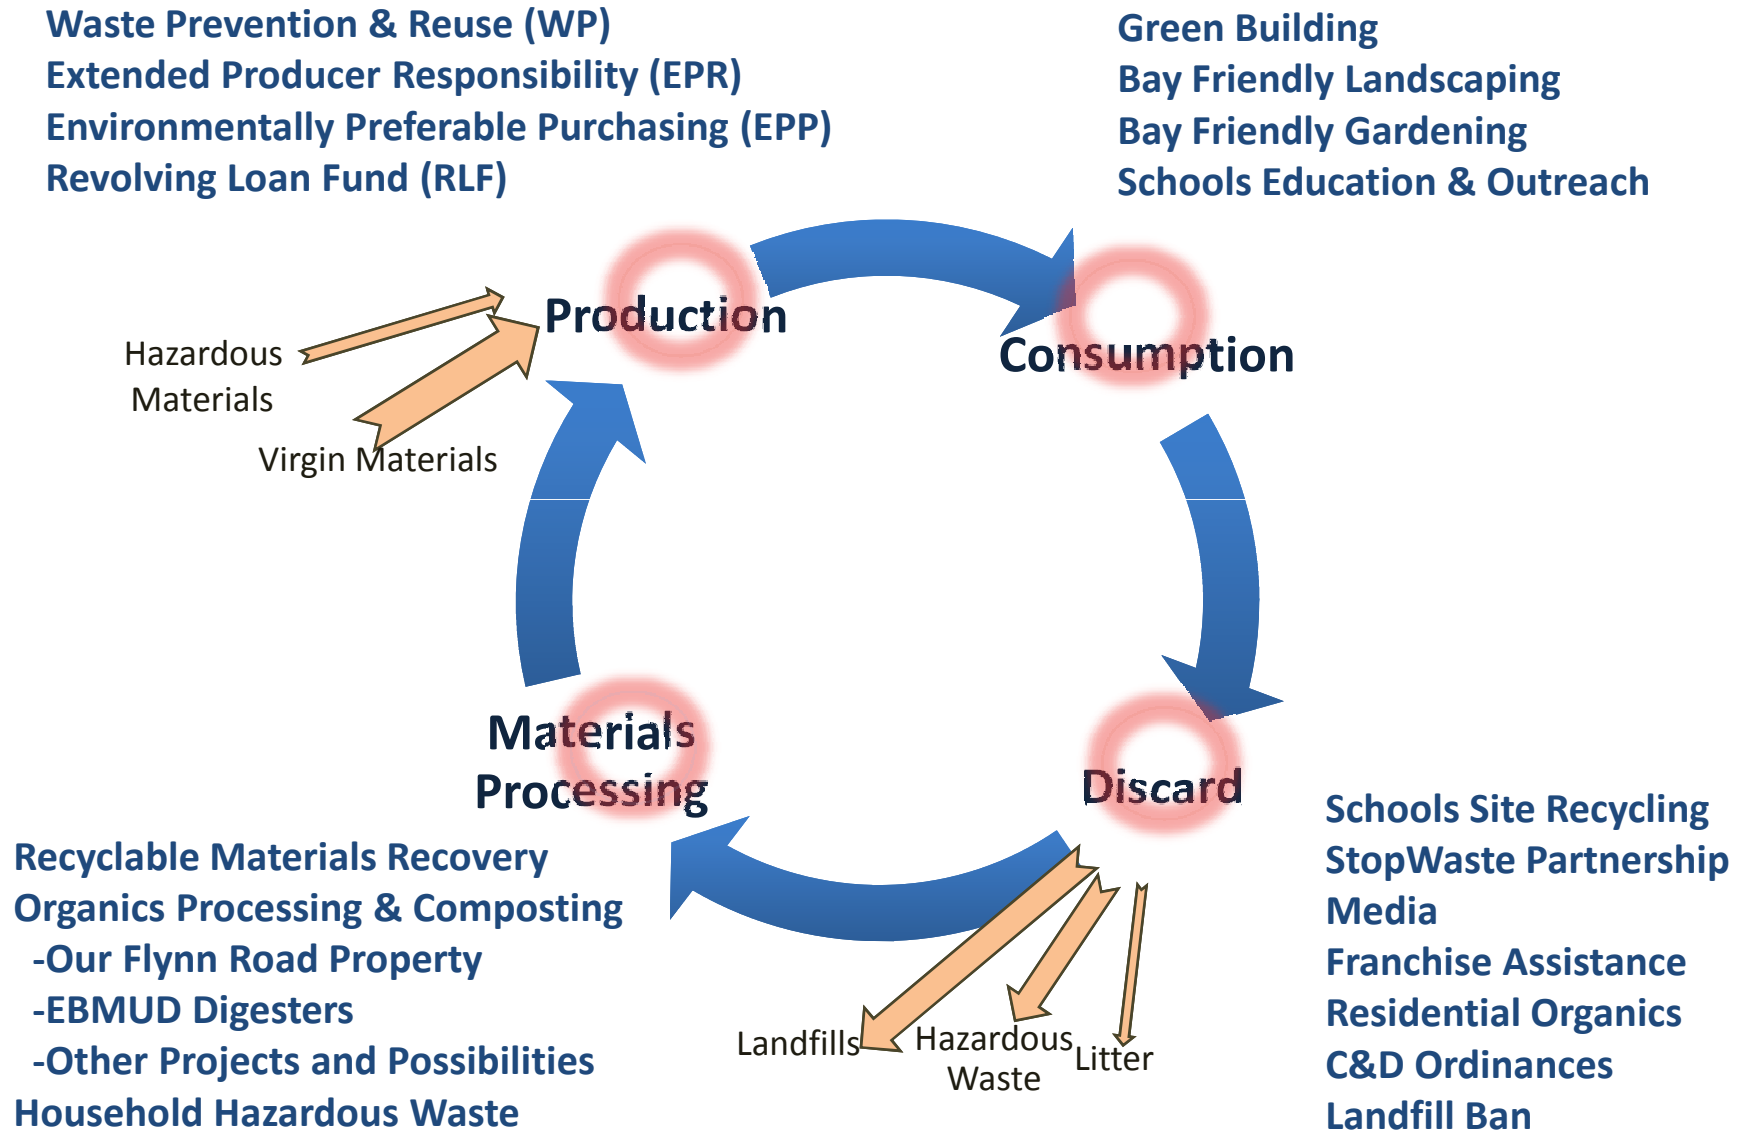 Waste Prevention & Reuse (WP)
Extended Producer Responsibility (EPR)
Environmentally Preferable Purchasing (EPP)
Revolving Loan Fund (RLF)
Green Building
Bay Friendly Landscaping
Bay Friendly Gardening
Schools Education & Outreach
Production
Consumption
Hazardous
Materials
Virgin Materials
Materials
Processing
Discard
Recyclable Materials Recovery
Organics Processing & Composting
-Our Flynn Road Property
-EBMUD Digesters
-Other Projects and Possibilities
Household Hazardous Waste
Landfills
Hazardous
Waste
Litter
Schools Site Recycling
StopWaste Partnership
Media
Franchise Assistance
Residential Organics
C&D Ordinances
Landfill Ban